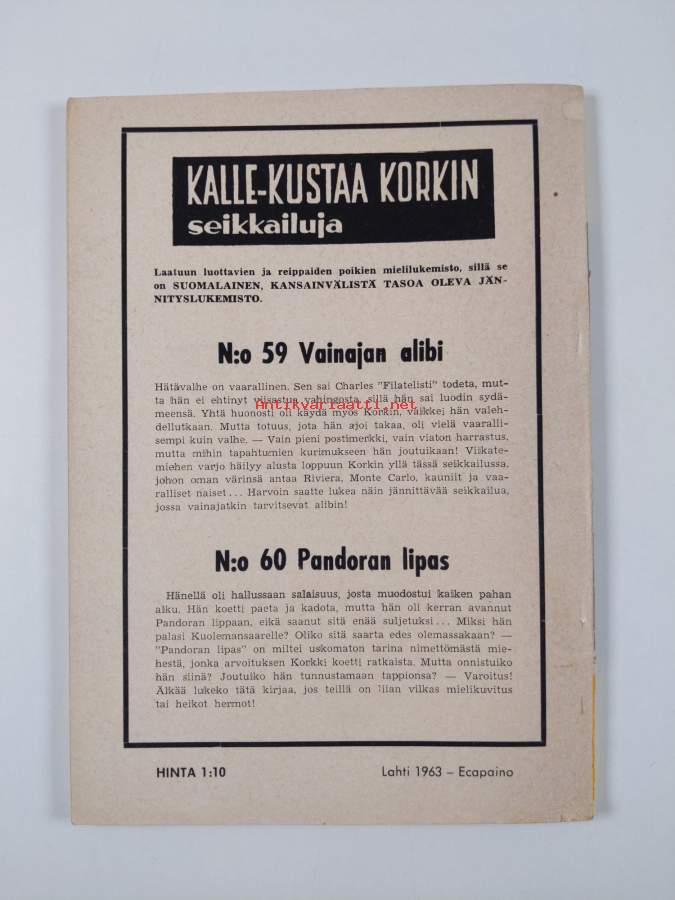 KALLE-KUSTAA KORKIN
seikkailuja
Laatuun luottavien ja reippaiden poikien mielilukemisto, sillä se
on SUOMALAINEN, KANSAINVÄLISTÄ TASOA OLEVA JÄN-
NITYSLUKEMISTO.
N:o 59 Vainajan alibi
Hätävalhe on vaarallinen. Sen sai Charles "Filatelisti" todeta, mut-
ta hän ei ehtinyt viisastua vahingosta, sillä hän sai luodin sydä-
Antikvariaatti.net
meensä. Yhtä huonosti oli käydä myös Korkin, vaikkei hän valeh-
dellutkaan. Mutta totuus, jota hän ajoi takaa, oli vielä vaaralli-
sempi kuin valhe. — Vain pieni postimerkki, vain viaton harrastus,
mutta mihin tapahtumien kurimukseen hän joutuikaan! Viikate-
miehen varjo häilyy alusta loppuun Korkin yllä tässä seikkailussa,
johon oman värinsä antaa Riviera, Monte Carlo, kauniit ja vaa-
ralliset naiset... Harvoin saatte lukea näin jännittävää seikkailua,
jossa vainajatkin tarvitsevat alibin!
N:o 60 Pandoran lipas
Hänellä oli hallussaan salaisuus, josta muodostui kaiken pahan
alku. Hän koetti paeta ja kadota, mutta hän oli kerran avannut
Pandoran lippaan, eikä saanut sitä enää suljetuksi... Miksi hän
palasi Kuolemansaarelle? Oliko sitä saarta edes olemassakaan? —
"Pandoran lipas" on miltei uskomaton tarina nimettömästä mie-
hestä, jonka arvoituksen Korkki koetti ratkaista. Mutta onnistuiko
hän siinä? Joutuiko hän tunnustamaan tappionsa? — Varoitus!
Älkää lukeko tätä kirjaa, jos teillä on liian vilkas mielikuvitus
tai heikot hermot!
HINTA 1:10
Lahti 1963 – Ecapaino